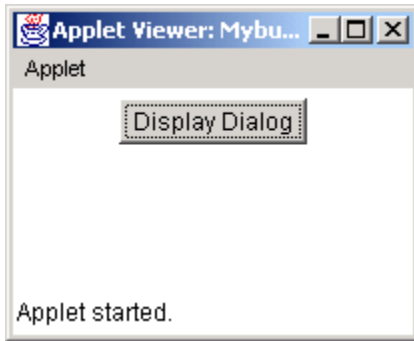 Applet Viewer: Mybu...
Applet
Display Dialog
Applet started.